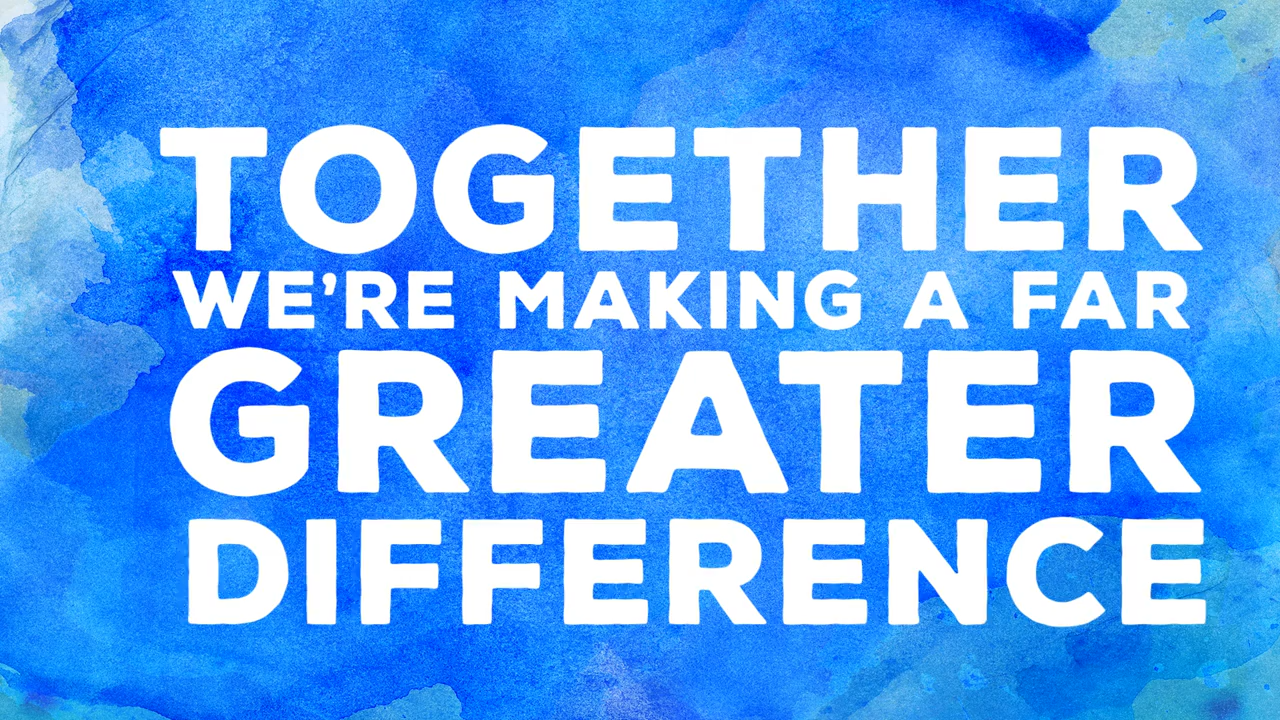 TOGETHER
WE'RE MAKING A FAR
GREATER
DIFFERENCE